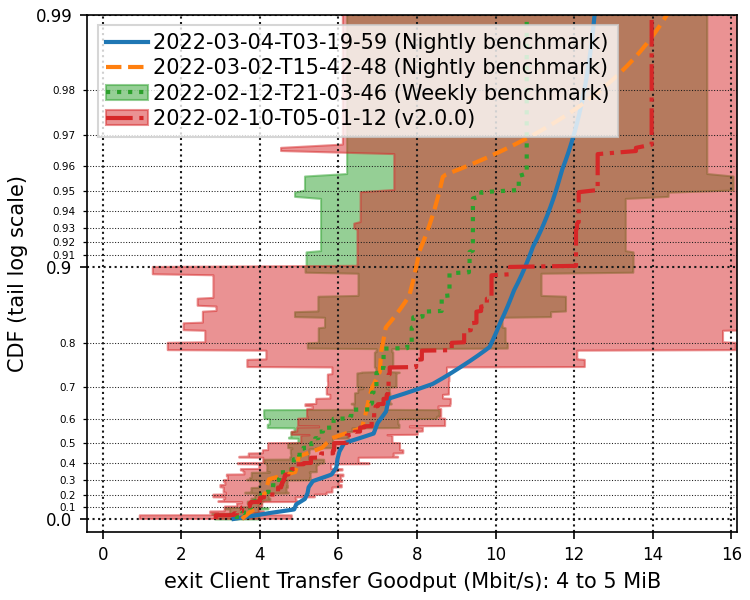 0.99
2022-03-04-T03-19-59 (Nightly benchmark)
2022-03-02-T15-42-48 (Nightly benchmark)
2022-02-12-T21-03-46 (Weekly benchmark)
2022-02-10-T05-01-12 (v2.0.0)
0.98
0.97
0.96
0.95
0.94
0.93
0.92
0.91
0.9
0.8
0.7
0.6
0.5
0.4
0.3
0.2
0.1
0.0
CDF (tail log scale)
0 2 4 6 8 10 12 14 16
exit Client Transfer Goodput (Mbit/s): 4 to 5 MiB